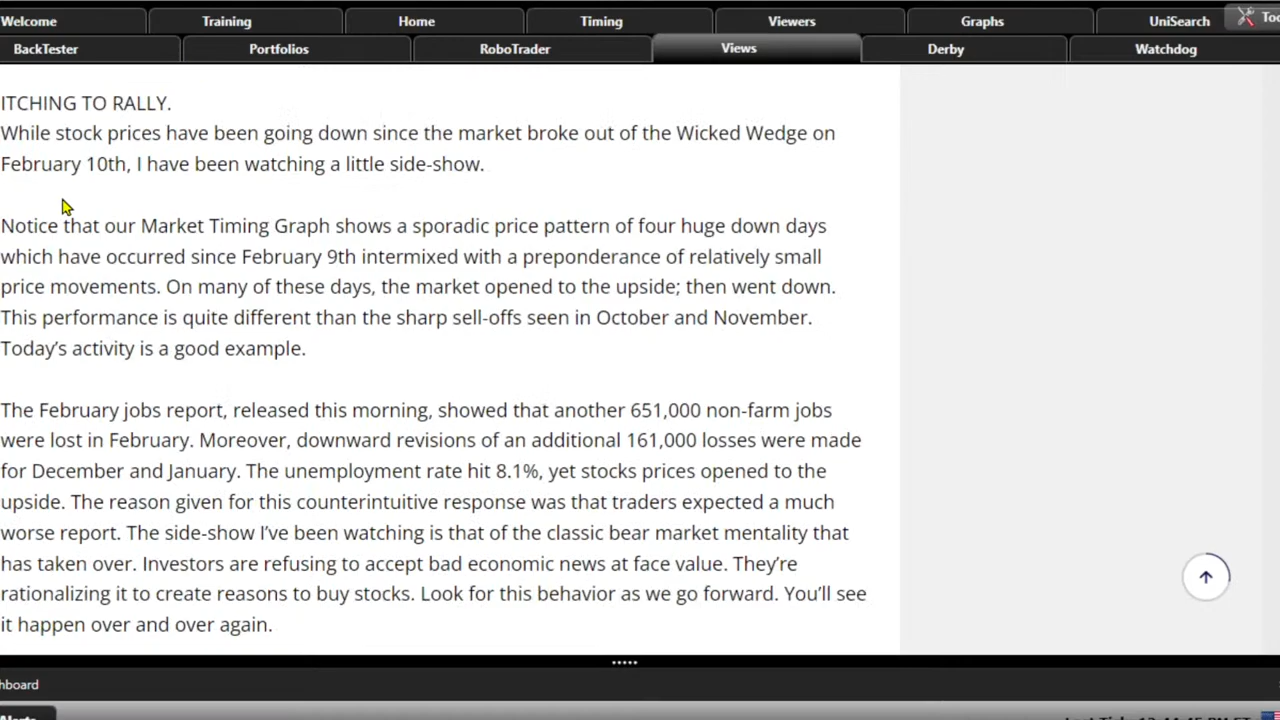 Welcome Training Home Timing Viewers Graphs UniSearch
BackTester Portfolios RoboTrader Views Derby Watchdog
ITCHING TO RALLY.
While stock prices have been going down since the market broke out of the Wicked Wedge on
February 10th, I have been watching a little side-show.
Notice that our Market Timing Graph shows a sporadic price pattern of four huge down days
which have occurred since February 9th intermixed with a preponderance of relatively small
price movements. On many of these days, the market opened to the upside; then went down.
This performance is quite different than the sharp sell-offs seen in October and November.
Today’s activity is a good example.
The February jobs report, released this morning, showed that another 651,000 non-farm jobs
were lost in February. Moreover, downward revisions of an additional 161,000 losses were made
for December and January. The unemployment rate hit 8.1%, yet stocks prices opened to the
upside. The reason given for this counterintuitive response was that traders expected a much
worse report. The side-show I’ve been watching is that of the classic bear market mentality that
has taken over. Investors are refusing to accept bad economic news at face value. They’re
rationalizing it to create reasons to buy stocks. Look for this behavior as we go forward. You’ll see
it happen over and over again.
hboard